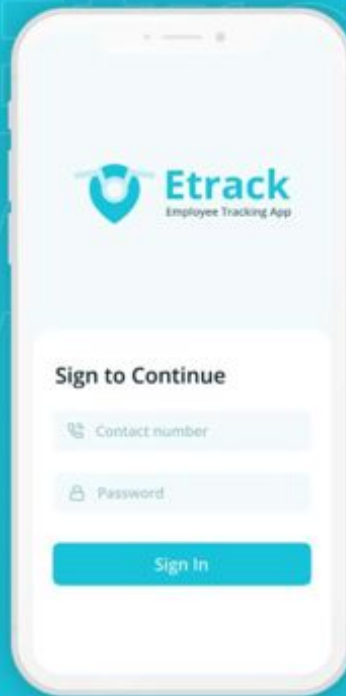 Etrack
Employee Tracking App
Sign to Continue
Contact number
Password
Sign In